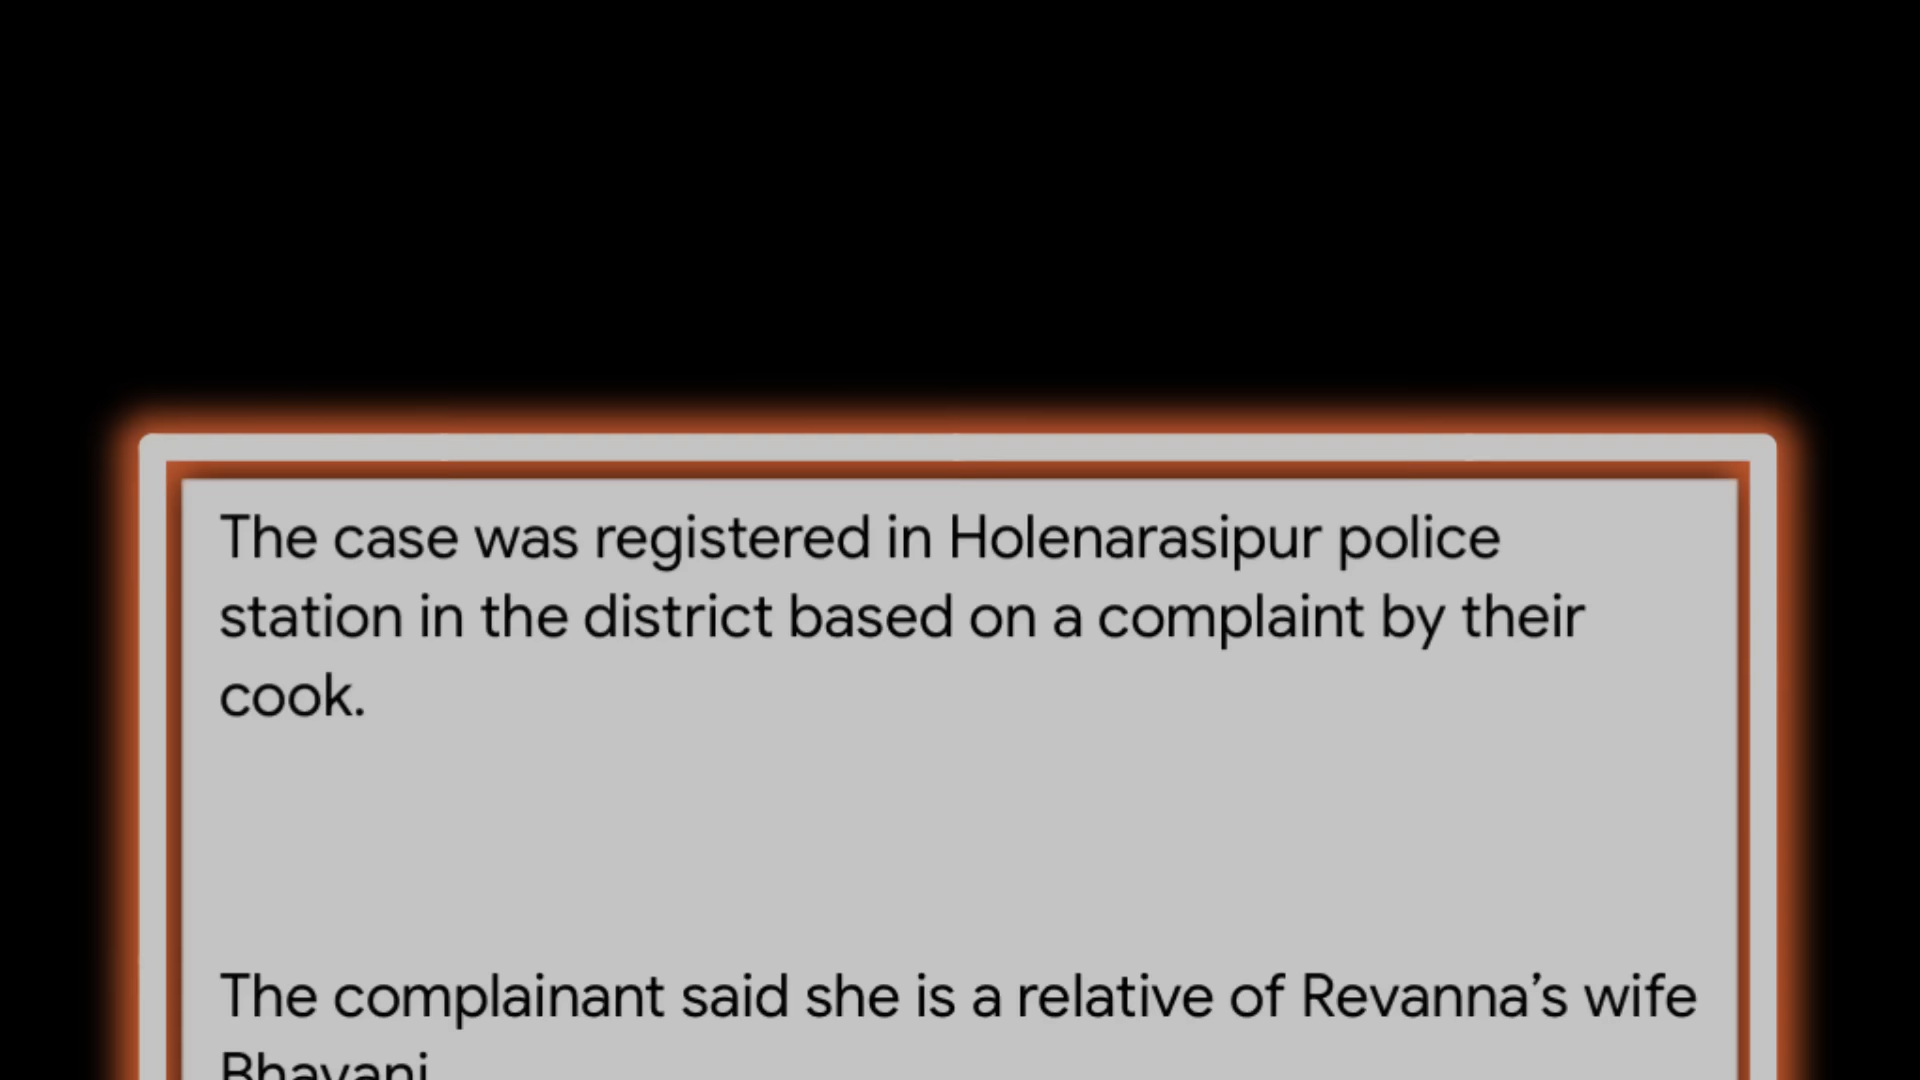 The case was registered in Holenarasipur police
station in the district based on a complaint by their
cook.
The complainant said she is a relative of Revanna’s wife
Bhavani